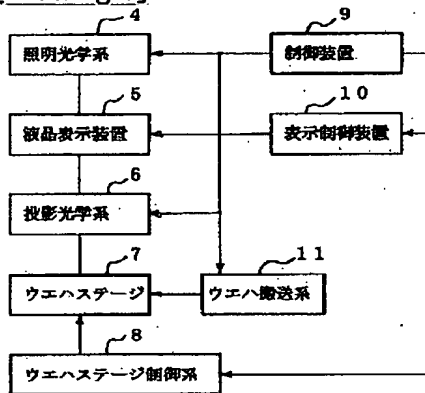 4
照明光学系
9
制御装置
5
液晶表示装置
10
表示制御装置
6
投影光学系
7
ウエハステージ
11
ウエハ搬送系
8
ウエハステージ制御系